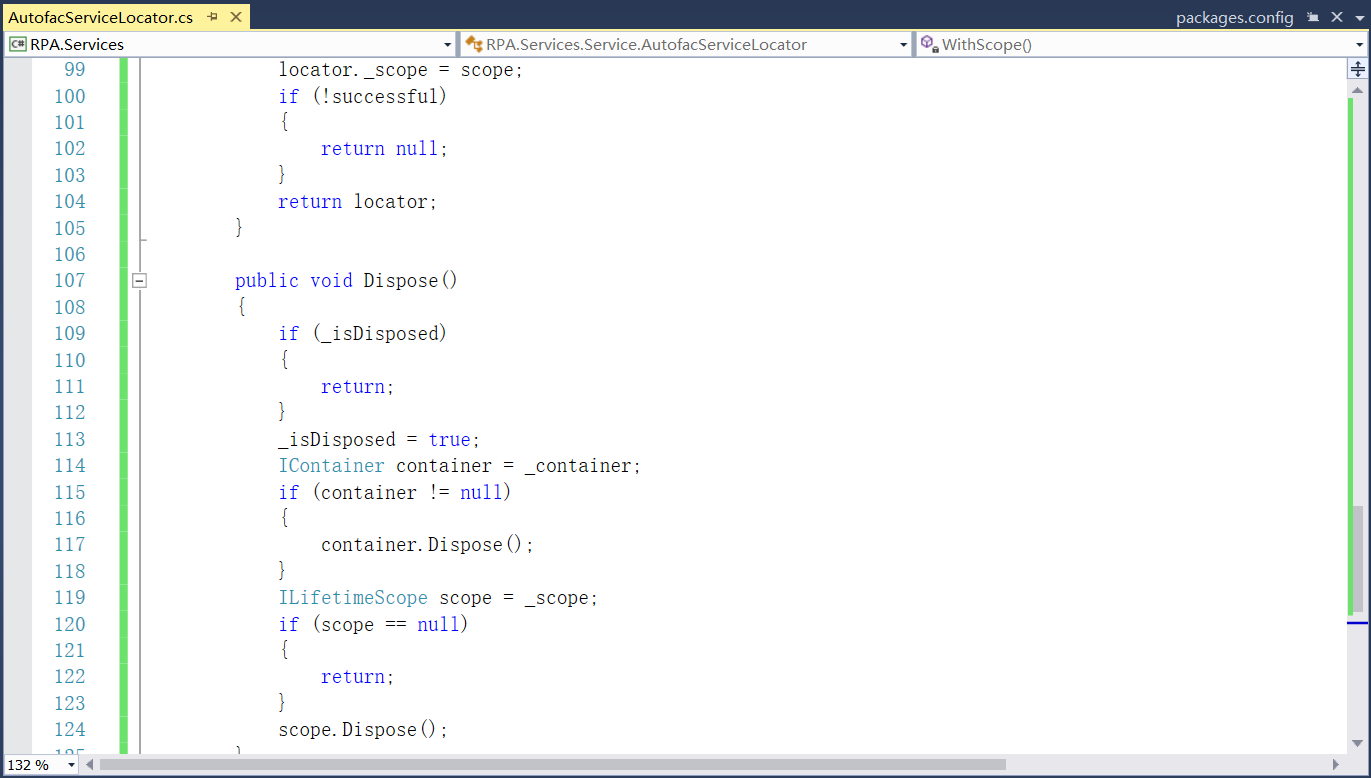 AutofacServiceLocator.cs
packages.config
C# RPA.Services
RPA.Services.Service.AutofacServiceLocator
WithScope()
99 locator._scope = scope;
100 if (!successful)
101 {
102 return null;
103 }
104 return locator;
105 }
106
107 public void Dispose()
108 {
109 if (_isDisposed)
110 {
111 return;
112 }
113 _isDisposed = true;
114 IContainer container = _container;
115 if (container != null)
116 {
117 container.Dispose();
118 }
119 ILifetimeScope scope = _scope;
120 if (scope == null)
121 {
122 return;
123 }
124 scope.Dispose();
125 }
132 %